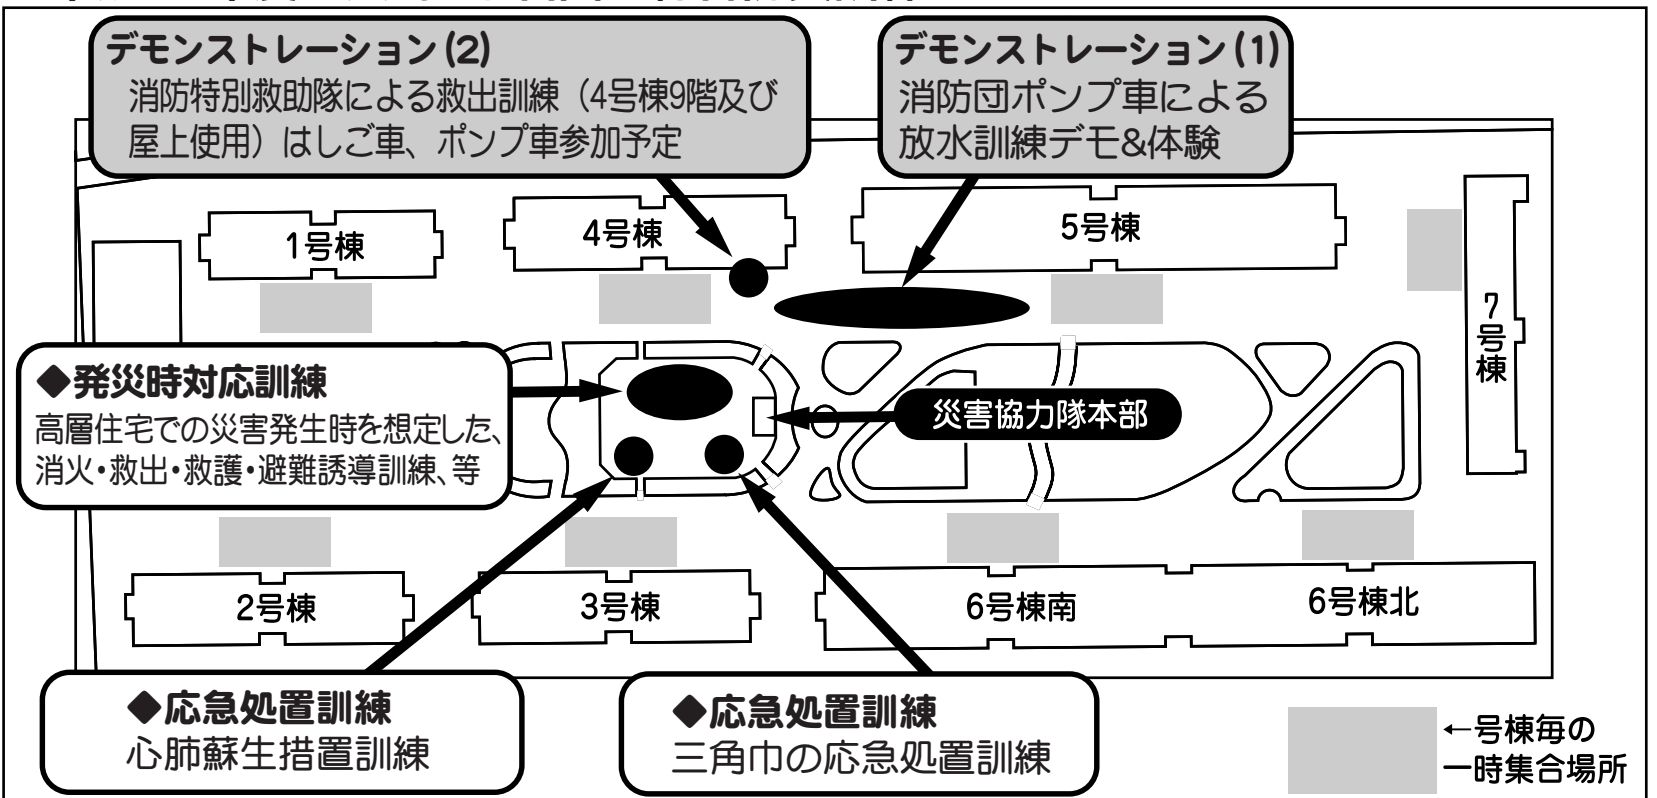 デモンストレーション(2)
消防特別救助隊による救出訓練（4号棟9階及び
屋上使用）はしご車、ポンプ車参加予定
デモンストレーション(1)
消防団ポンプ車による
放水訓練デモ&体験
1号棟
4号棟
5号棟
7号棟
◆発災時対応訓練
高層住宅での災害発生時を想定した、
消火・救出・救護・避難誘導訓練、等
災害協力隊本部
2号棟
3号棟
6号棟南
6号棟北
◆応急処置訓練
心肺蘇生措置訓練
◆応急処置訓練
三角巾の応急処置訓練
←号棟毎の
一時集合場所